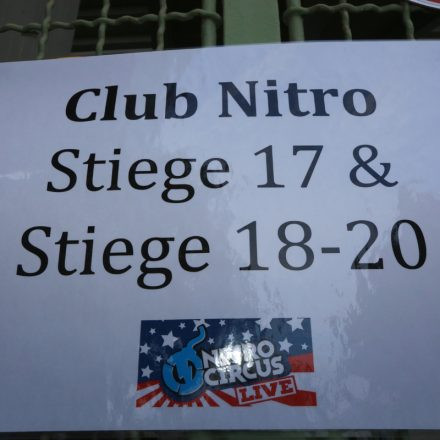 Club Nitro
Stiege 17 &
Stiege 18-20
NITRO
CIRCUS
LIVE